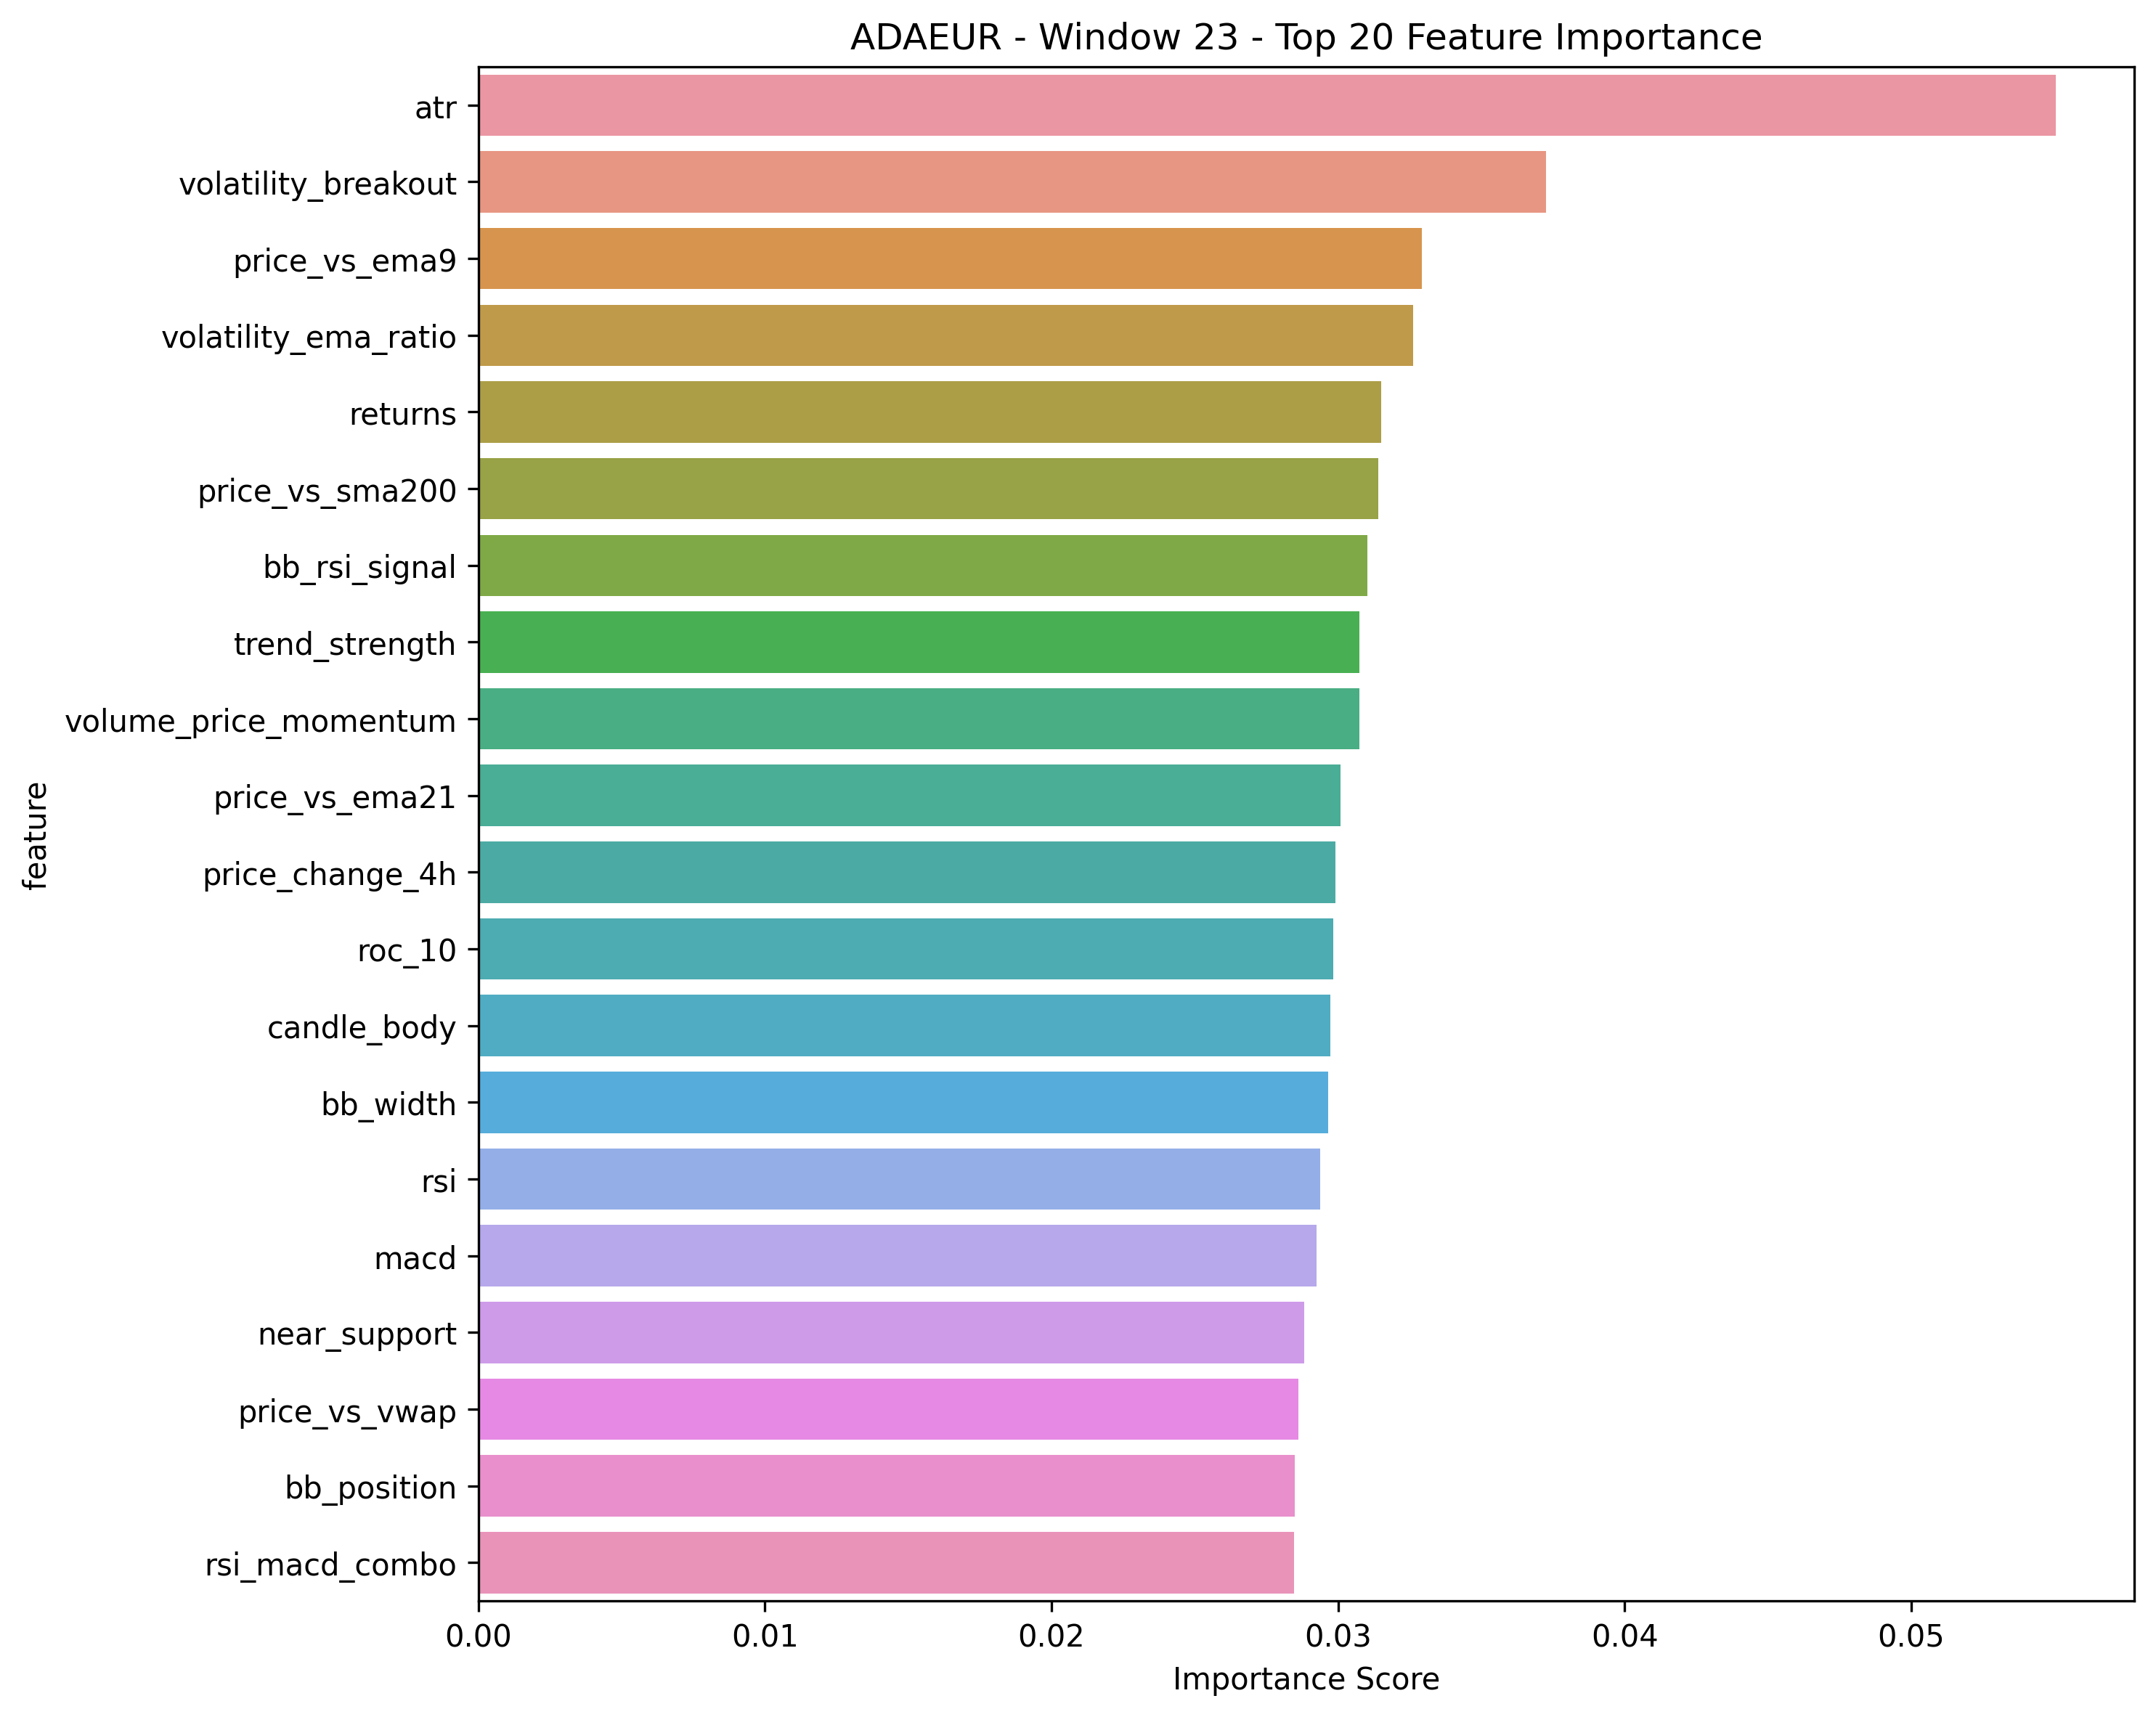 ADAEUR - Window 23 - Top 20 Feature Importance
atr
volatility_breakout
price_vs_ema9
volatility_ema_ratio
returns
price_vs_sma200
bb_rsi_signal
trend_strength
volume_price_momentum
price_vs_ema21
price_change_4h
roc_10
candle_body
bb_width
rsi
macd
near_support
price_vs_vwap
bb_position
rsi_macd_combo
feature
0.00 0.01 0.02 0.03 0.04 0.05
Importance Score